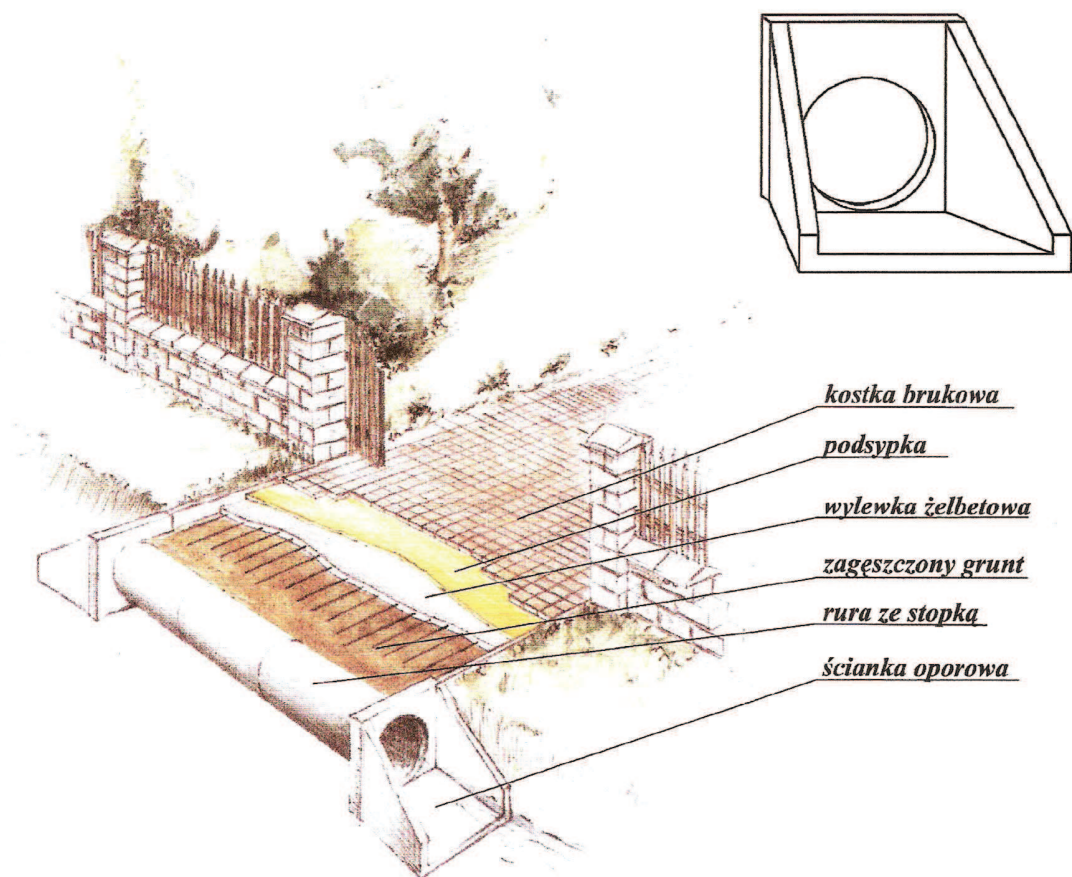 kostka brukowa
podsypka
wylewka żelbetowa
zagęszczony grunt
rura ze stopką
ścianka oporowa